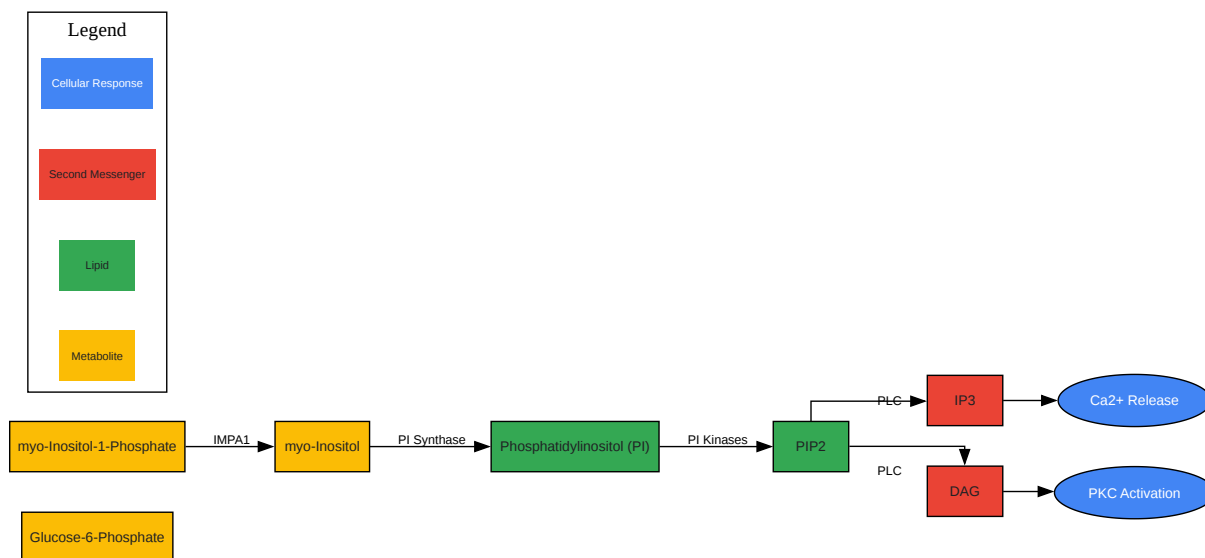 Legend
Cellular Response
Second Messenger
Lipid
Metabolite
PLC
IP3
Ca2+ Release
myo-Inositol-1-Phosphate
IMPA1
myo-Inositol
PI Synthase
Phosphatidylinositol (PI)
PI Kinases
PIP2
PLC
DAG
PKC Activation
Glucose-6-Phosphate